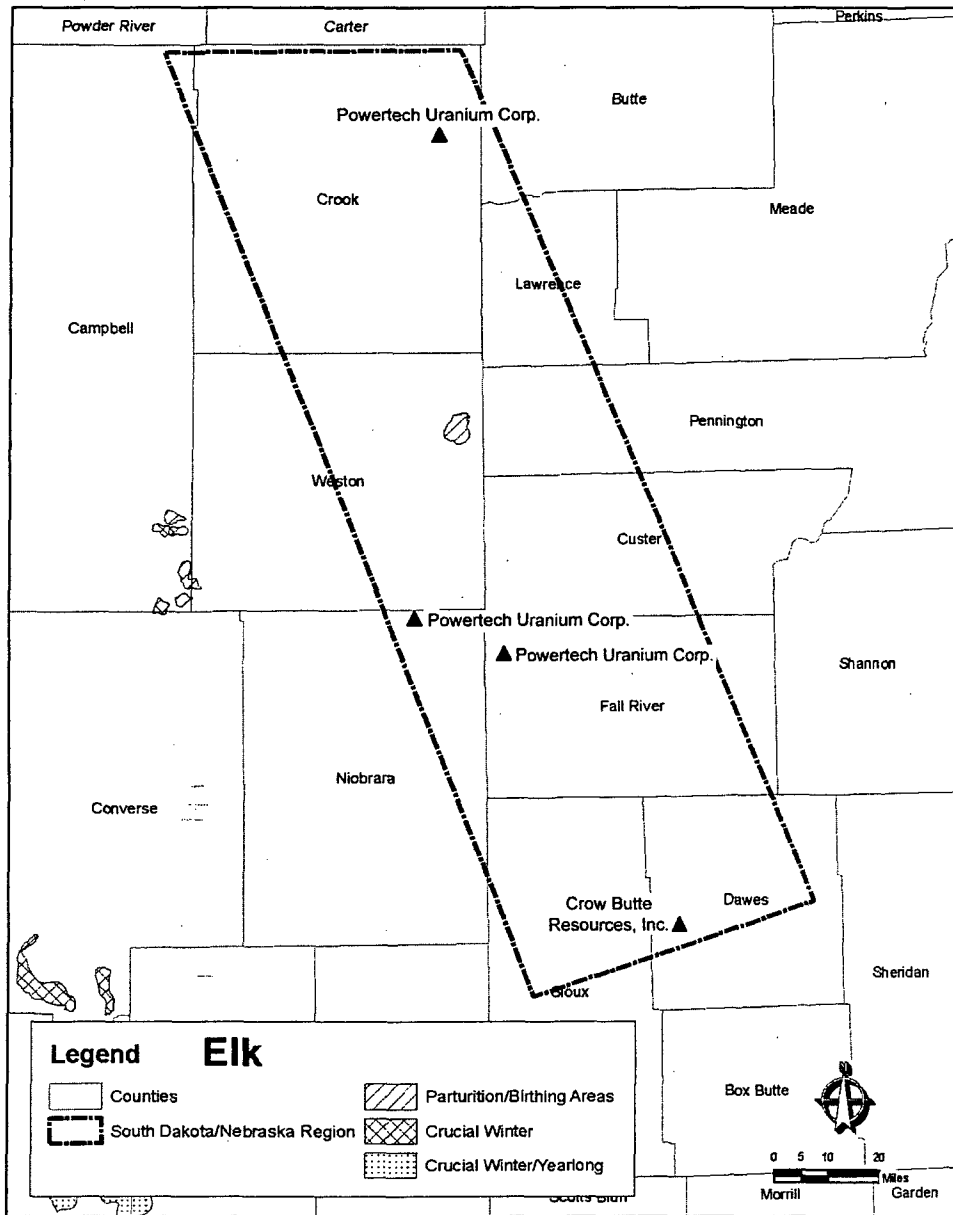 Powder River
Carter
Perkins
Butte
Powertech Uranium Corp.
Crook
Meade
Lawrence
Campbell
Pennington
Weston
Custer
Powertech Uranium Corp.
Powertech Uranium Corp.
Shannon
Fall River
Niobrara
Converse
Crow Butte
Resources, Inc.
Dawes
Sheridan
Sioux
Legend
Elk
Counties
South Dakota/Nebraska Region
Parturition/Birthing Areas
Crucial Winter
Crucial Winter/Yearlong
Box Butte
N
0 5 10 20
Miles
Scotts Bluff
Morrill
Garden